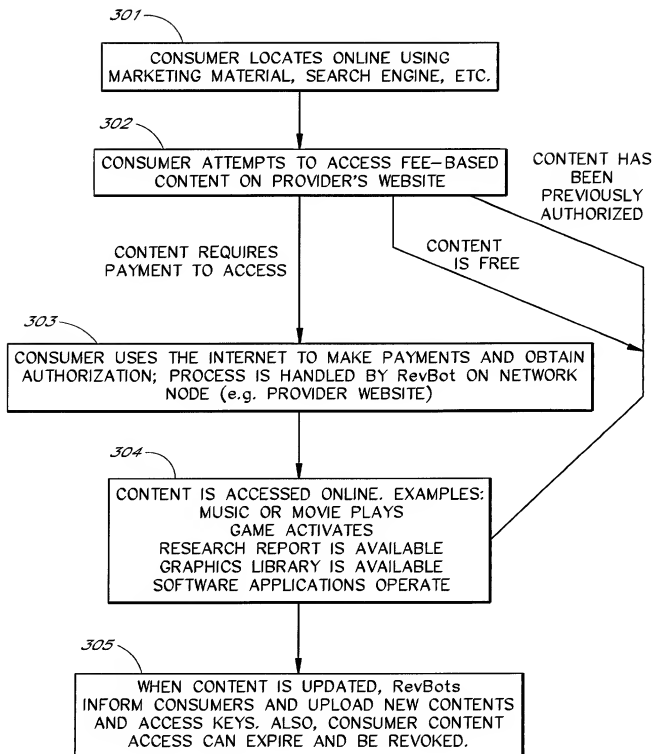 301
CONSUMER LOCATES ONLINE USING
MARKETING MATERIAL, SEARCH ENGINE, ETC.
302
CONSUMER ATTEMPTS TO ACCESS FEE-BASED
CONTENT ON PROVIDER'S WEBSITE
CONTENT HAS
BEEN
PREVIOUSLY
AUTHORIZED
CONTENT REQUIRES
PAYMENT TO ACCESS
CONTENT
IS FREE
303
CONSUMER USES THE INTERNET TO MAKE PAYMENTS AND OBTAIN
AUTHORIZATION; PROCESS IS HANDLED BY RevBot ON NETWORK
NODE (e.g. PROVIDER WEBSITE)
304
CONTENT IS ACCESSED ONLINE. EXAMPLES:
MUSIC OR MOVIE PLAYS
GAME ACTIVATES
RESEARCH REPORT IS AVAILABLE
GRAPHICS LIBRARY IS AVAILABLE
SOFTWARE APPLICATIONS OPERATE
305
WHEN CONTENT IS UPDATED, RevBots
INFORM CONSUMERS AND UPLOAD NEW CONTENTS
AND ACCESS KEYS. ALSO, CONSUMER CONTENT
ACCESS CAN EXPIRE AND BE REVOKED.